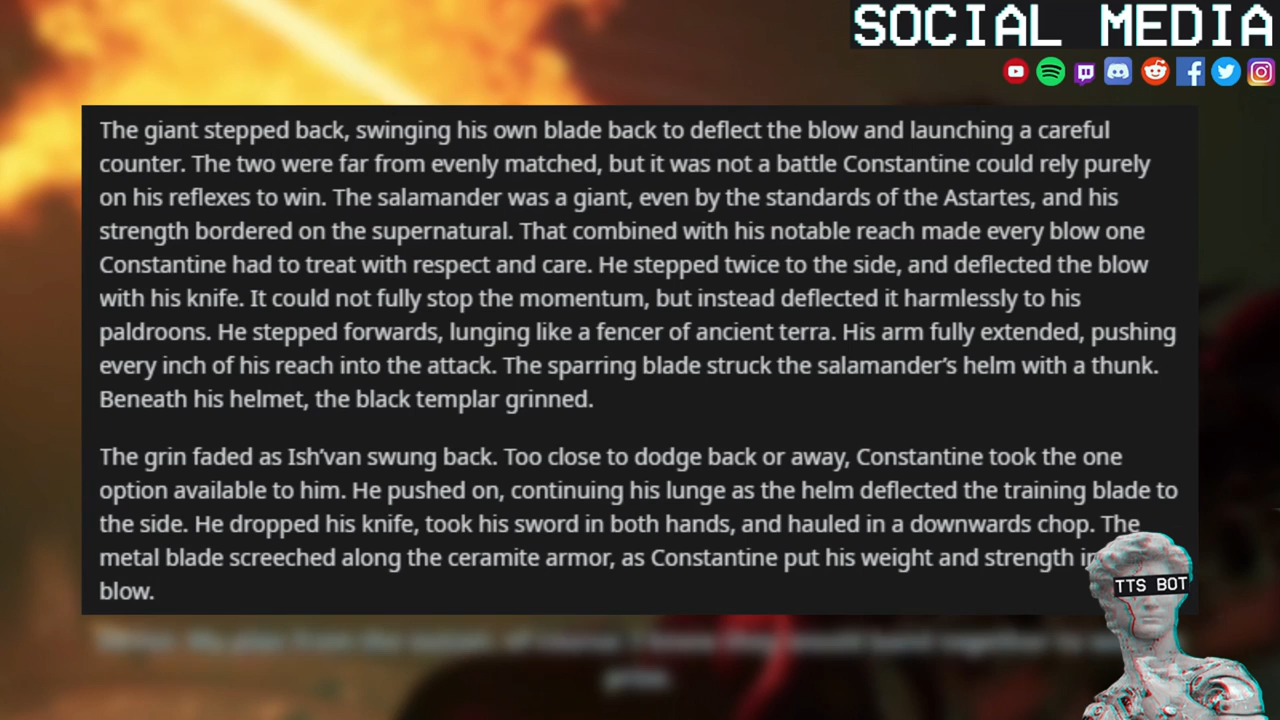 SOCIAL MEDIA
The giant stepped back, swinging his own blade back to deflect the blow and launching a careful
counter. The two were far from evenly matched, but it was not a battle Constantine could rely purely
on his reflexes to win. The salamander was a giant, even by the standards of the Astartes, and his
strength bordered on the supernatural. That combined with his notable reach made every blow one
Constantine had to treat with respect and care. He stepped twice to the side, and deflected the blow
with his knife. It could not fully stop the momentum, but instead deflected it harmlessly to his
paldroons. He stepped forwards, lunging like a fencer of ancient terra. His arm fully extended, pushing
every inch of his reach into the attack. The sparring blade struck the salamander’s helm with a thunk.
Beneath his helmet, the black templar grinned.
The grin faded as Ish’van swung back. Too close to dodge back or away, Constantine took the one
option available to him. He pushed on, continuing his lunge as the helm deflected the training blade to
the side. He dropped his knife, took his sword in both hands, and hauled in a downwards chop. The
metal blade screeched along the ceramite armor, as Constantine put his weight and strength
blow.
TTS BOT